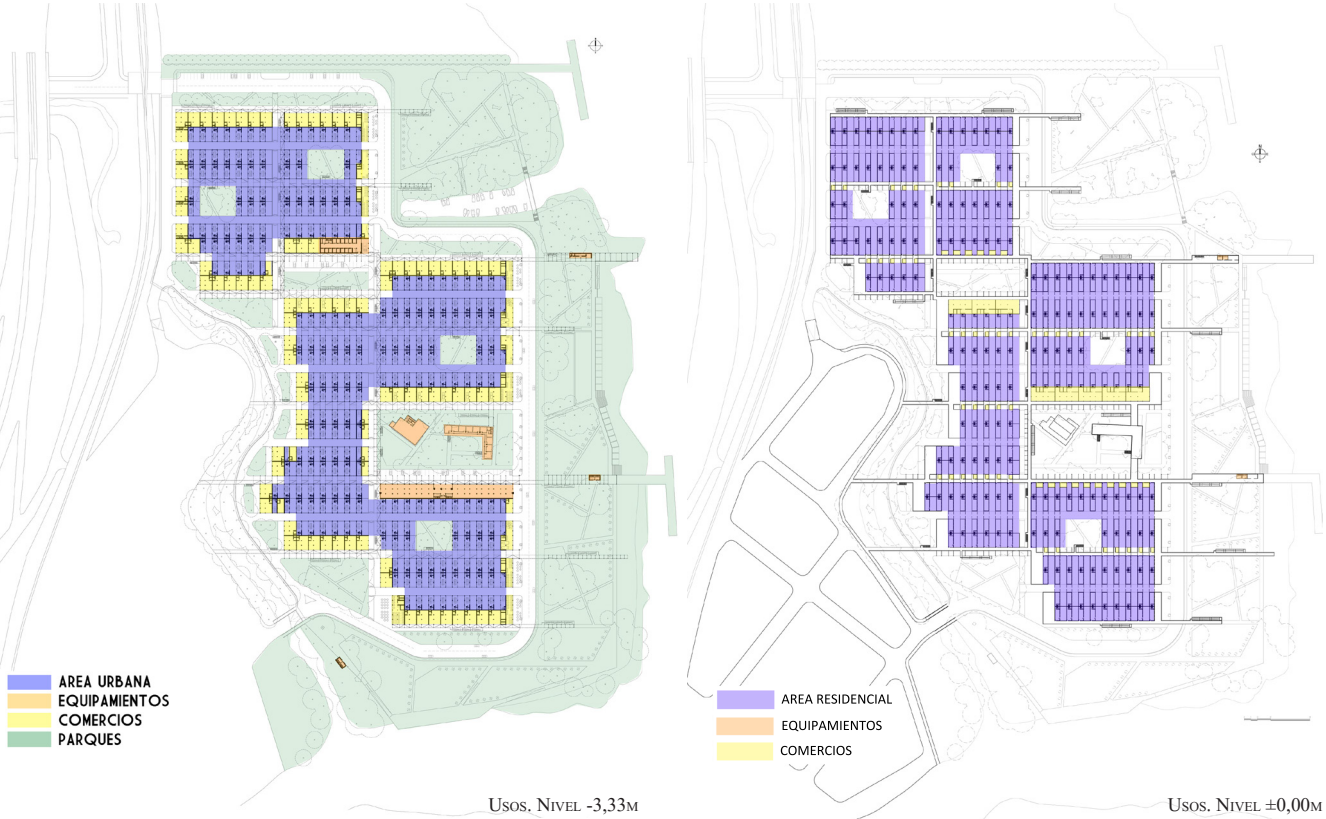 AREA URBANA
EQUIPAMIENTOS
COMERCIOS
PARQUES
Usos. Nivel -3,33m
AREA RESIDENCIAL
EQUIPAMIENTOS
COMERCIOS
Usos. Nivel ±0,00m